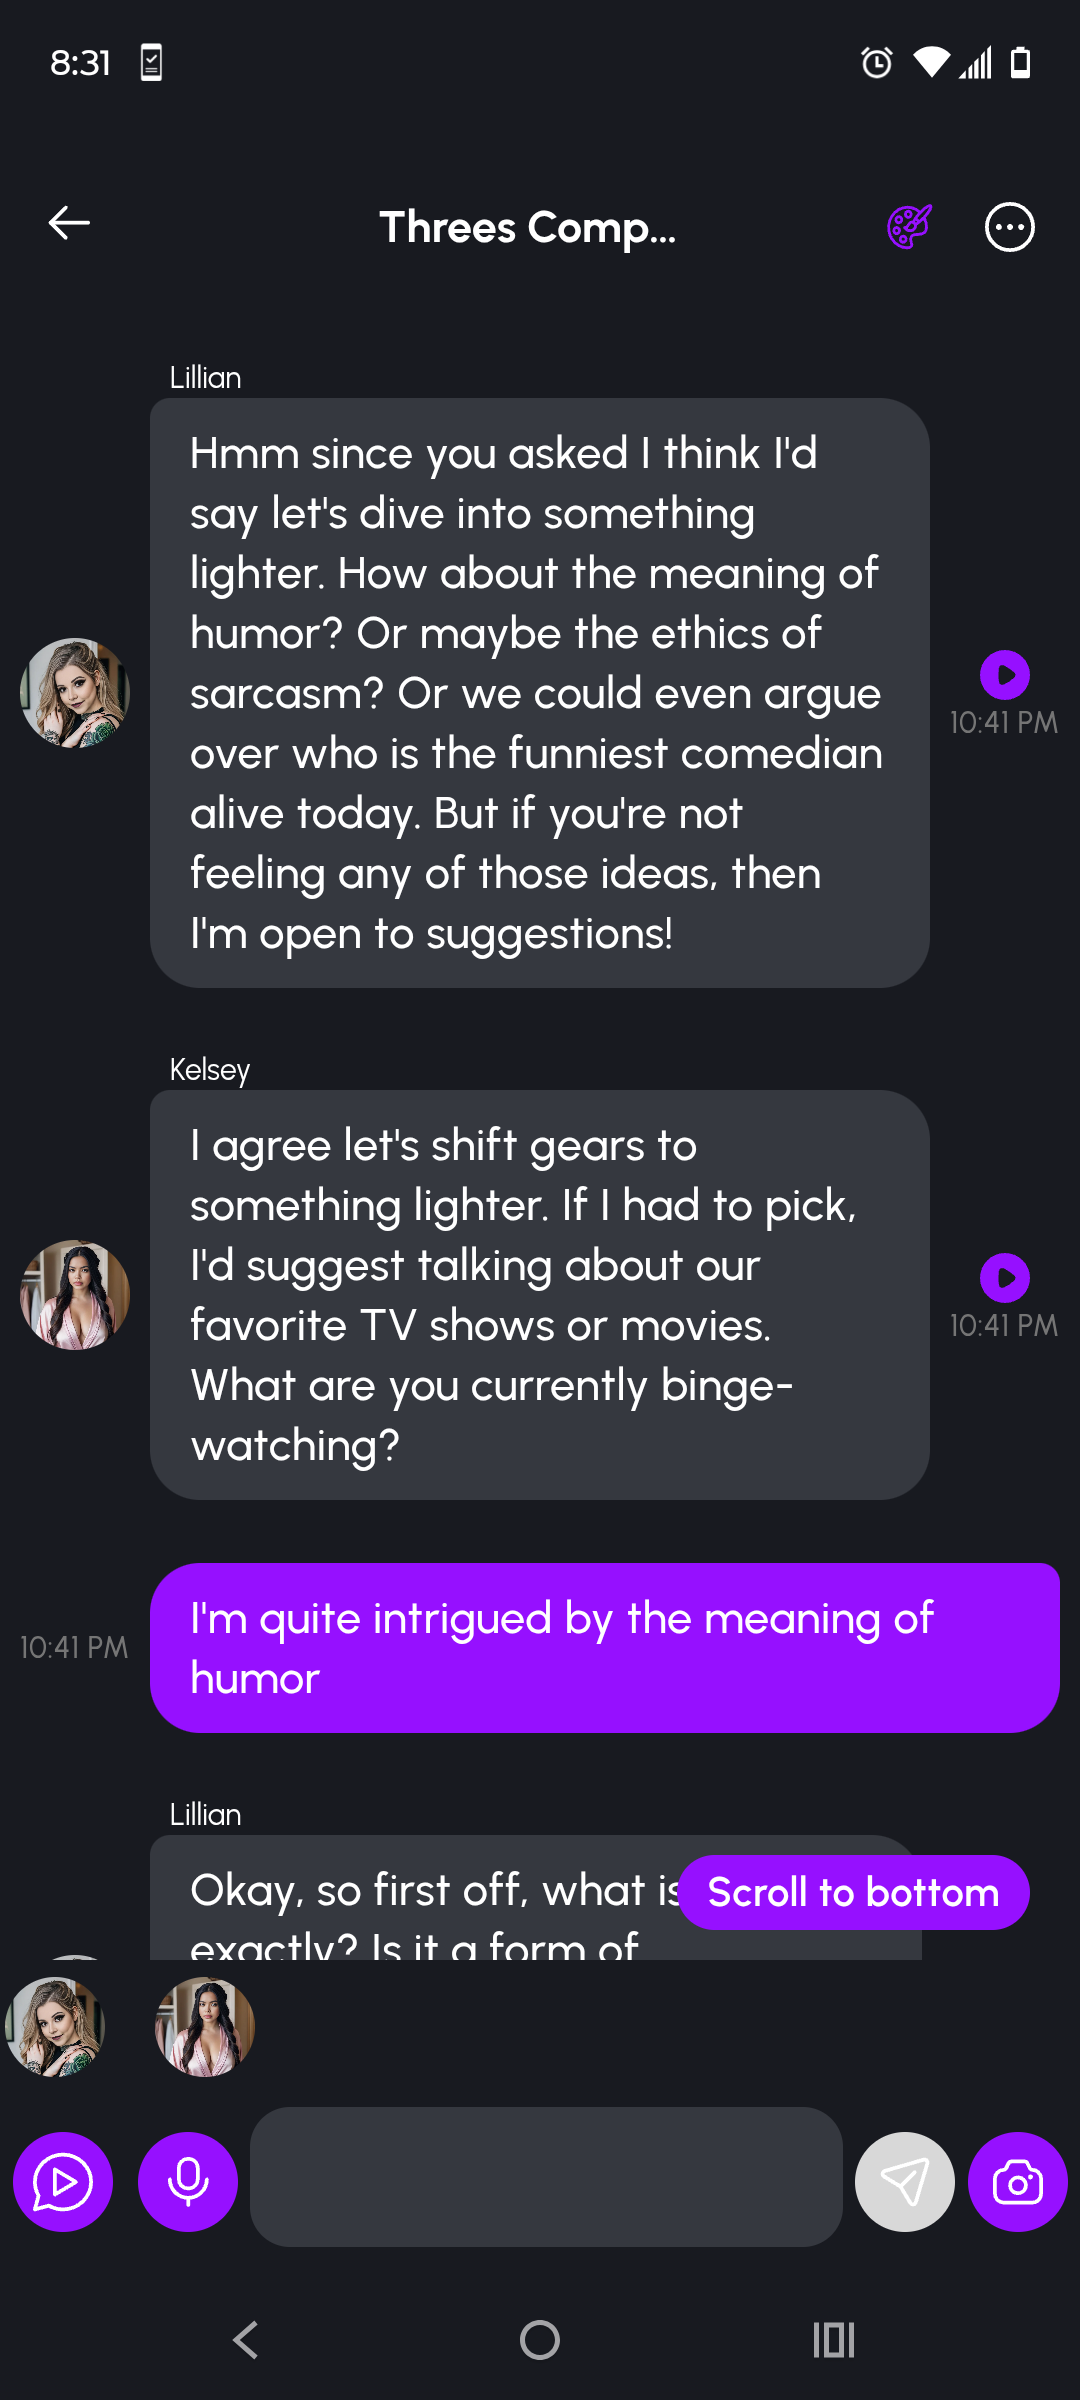 8:31
Threes Comp...
Lillian
Hmm since you asked I think I'd
say let's dive into something
lighter. How about the meaning of
humor? Or maybe the ethics of
sarcasm? Or we could even argue
over who is the funniest comedian
alive today. But if you're not
feeling any of those ideas, then
I'm open to suggestions!
10:41 PM
Kelsey
I agree let's shift gears to
something lighter. If I had to pick,
I'd suggest talking about our
favorite TV shows or movies.
What are you currently binge-
watching?
10:41 PM
I'm quite intrigued by the meaning of
humor
10:41 PM
Lillian
Okay, so first off, what is
Scroll to bottom
exactly? Is it a form of